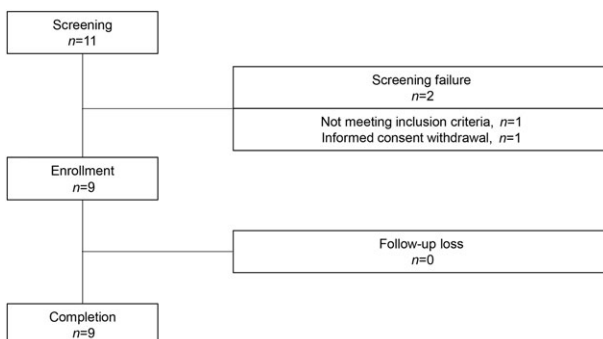 Screening
n=11
Screening failure
n=2
Not meeting inclusion criteria, n=1
Informed consent withdrawal, n=1
Enrollment
n=9
Follow-up loss
n=0
Completion
n=9